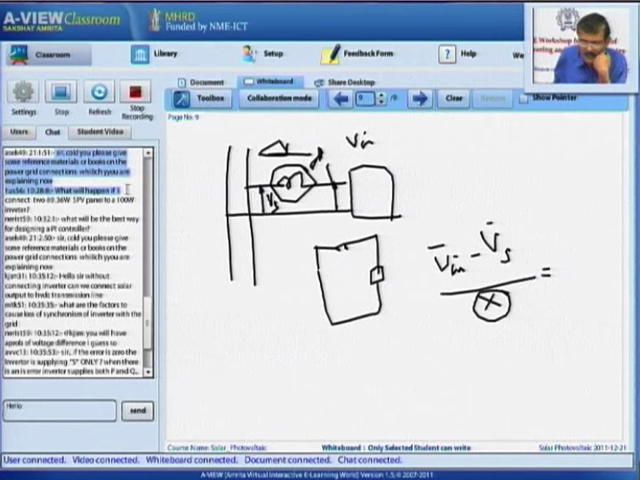 A-VIEW Classroom
SAKSHAT AMRITA
MHRD
Funded by NME-ICT
E Workshop
Classroom
Library
Setup
Feedback Form
? Help
We
Settings
Stop
Refresh
Stop Recording
Document
Whiteboard
Share Desktop
Toolbox
Collaboration mode
9
Clear
Show Pointer
Users
Chat
Student Video
Page No: 9
sir, cold you please give
some reference materials or books on the
power grid connections which you are
explaining now
What will happen if I
connect two 89.36W SPV panel to a 100W
inverter?
what will be the best way
for designing a PI controller?
sir, cold you please give
some reference materials or books on the
power grid connections which you are
explaining now
Hello sir without
connecting inverter can we connect solar
output to hvdc transmission line
what are the factors to
cause loss of synchronism of inverter with the
grid
you will have
of voltage difference i guess to
sir, if the error is zero the
inverter is supplying "S" ONLY? when there
is an error inverter supplies both P and Q,
Hello
send
Vin
Vs
V̄in - V̄s
X
=
Course Name: Solar_Photovoltaic
Whiteboard : Only Selected Student can write
Solar Photovoltaic 2011-12-21
User connected. Video connected. Whiteboard connected. Document connected. Chat connected.
A-VIEW (Amrita Virtual Interactive E-Learning World) Version 1.5; © 2007-2011